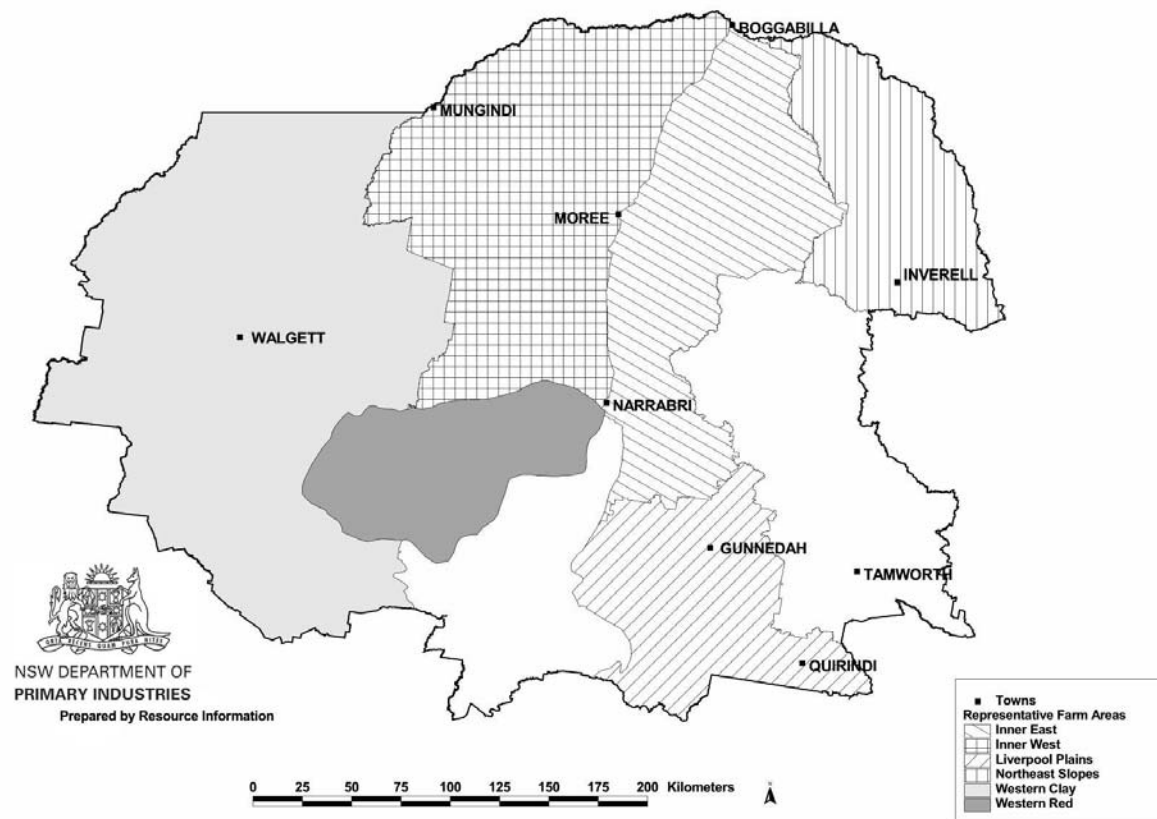 BOGGABILLA
MUNGINDI
MOREE
INVERELL
WALGETT
NARRABRI
GUNNEDAH
TAMWORTH
QUIRINDI
NSW DEPARTMENT OF
PRIMARY INDUSTRIES
Prepared by Resource Information
Towns
Representative Farm Areas
Inner East
Inner West
Liverpool Plains
Northeast Slopes
Western Clay
Western Red
0 25 50 75 100 125 150 175 200 Kilometers